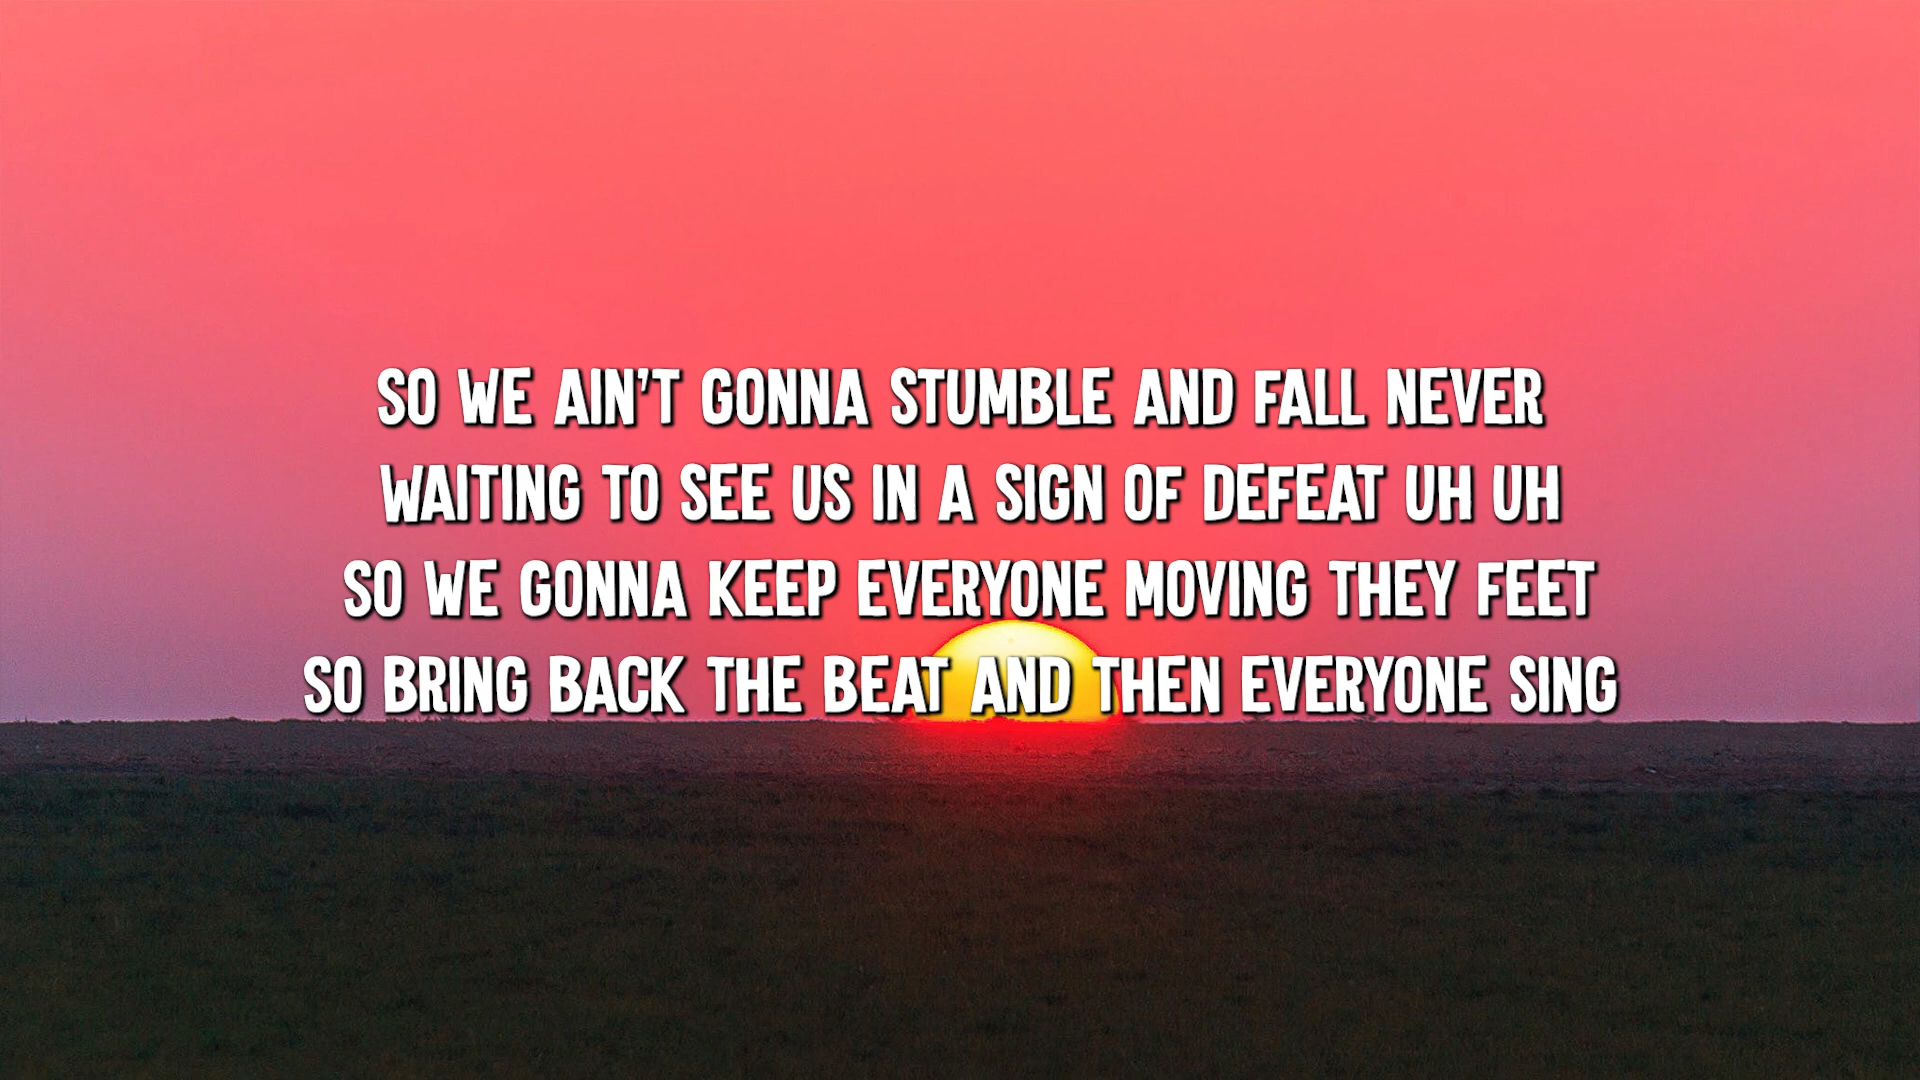 SO WE AIN'T GONNA STUMBLE AND FALL NEVER
WAITING TO SEE US IN A SIGN OF DEFEAT UH UH
SO WE GONNA KEEP EVERYONE MOVING THEY FEET
SO BRING BACK THE BEAT AND THEN EVERYONE SING